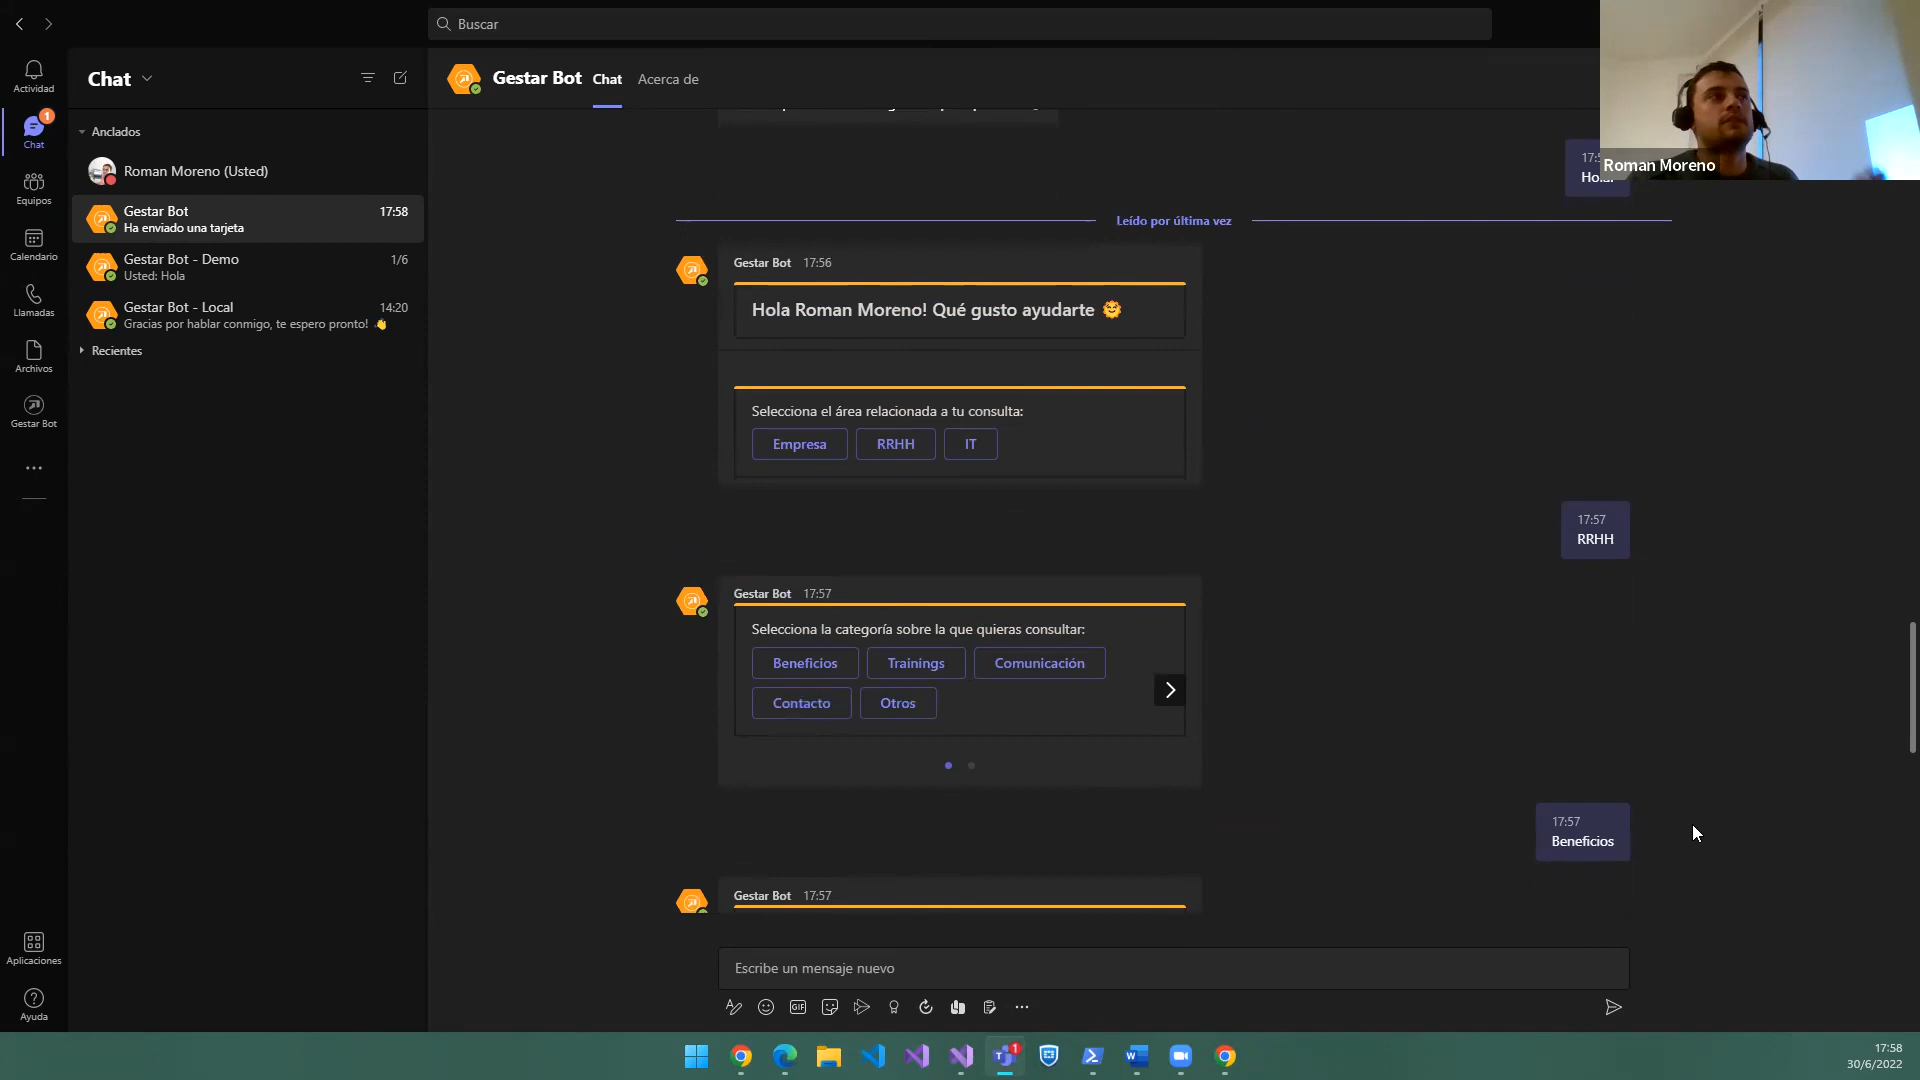 Buscar
Actividad
1
Chat
Equipos
Calendario
Llamadas
Archivos
Gestar Bot
Aplicaciones
Ayuda
Chat
Anclados
Roman Moreno (Usted)
Gestar Bot 17:58
Ha enviado una tarjeta
Gestar Bot - Demo 1/6
Usted: Hola
Gestar Bot - Local 14:20
Gracias por hablar conmigo, te espero pronto! 👋
Recientes
Gestar Bot Chat Acerca de
Roman Moreno
Leído por última vez
Gestar Bot 17:56
Hola Roman Moreno! Qué gusto ayudarte 🌞
Selecciona el área relacionada a tu consulta:
Empresa RRHH IT
17:57
RRHH
Gestar Bot 17:57
Selecciona la categoría sobre la que quieras consultar:
Beneficios Trainings Comunicación
Contacto Otros
17:57
Beneficios
Gestar Bot 17:57
Escribe un mensaje nuevo
GIF
1
17:58
30/6/2022